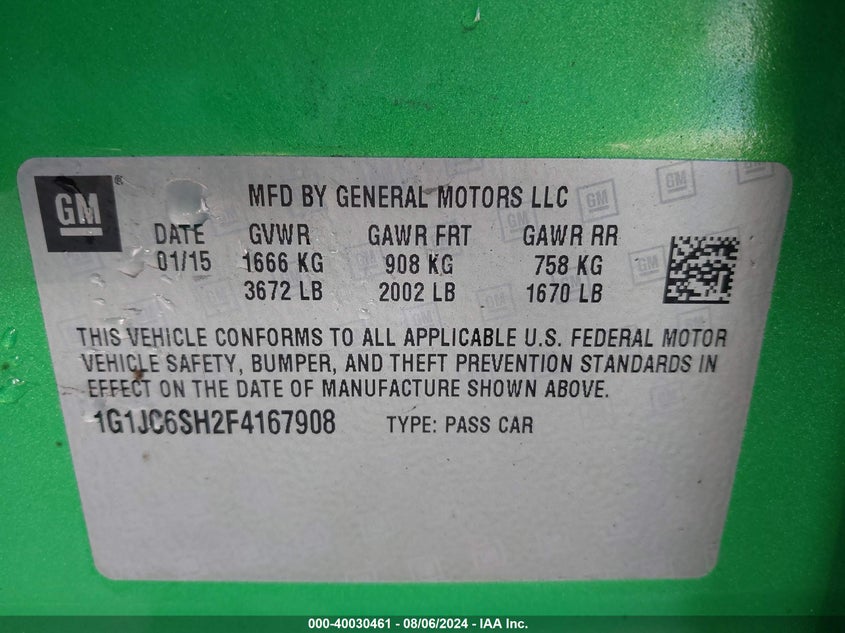 GM®
MFD BY GENERAL MOTORS LLC
DATE GVWR GAWR FRT GAWR RR
01/15 1666 KG 908 KG 758 KG
3672 LB 2002 LB 1670 LB
THIS VEHICLE CONFORMS TO ALL APPLICABLE U.S. FEDERAL MOTOR
VEHICLE SAFETY, BUMPER, AND THEFT PREVENTION STANDARDS IN
EFFECT ON THE DATE OF MANUFACTURE SHOWN ABOVE.
1G1JC6SH2F4167908 TYPE: PASS CAR
000-40030461 - 08/06/2024 - IAA Inc.